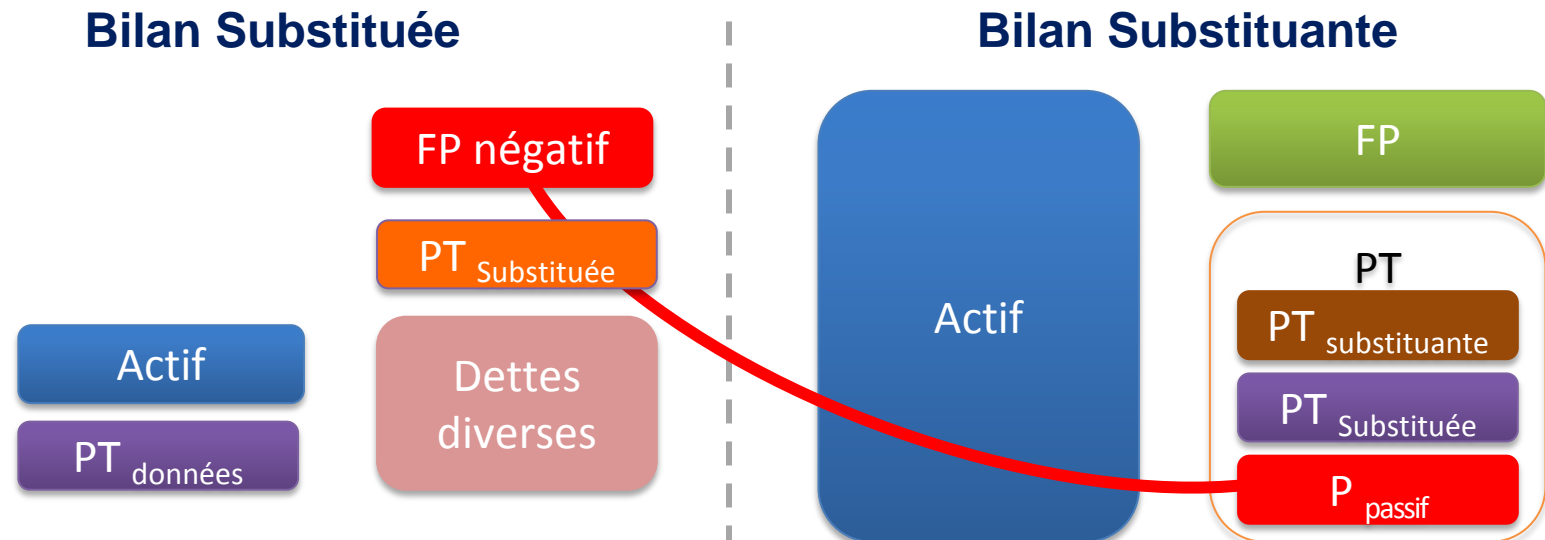 Bilan Substituée
FP négatif
PT Substituée
Actif
Dettes
diverses
PT données
Bilan Substituante
Actif
FP
PT
PT substituante
PT Substituée
P passif